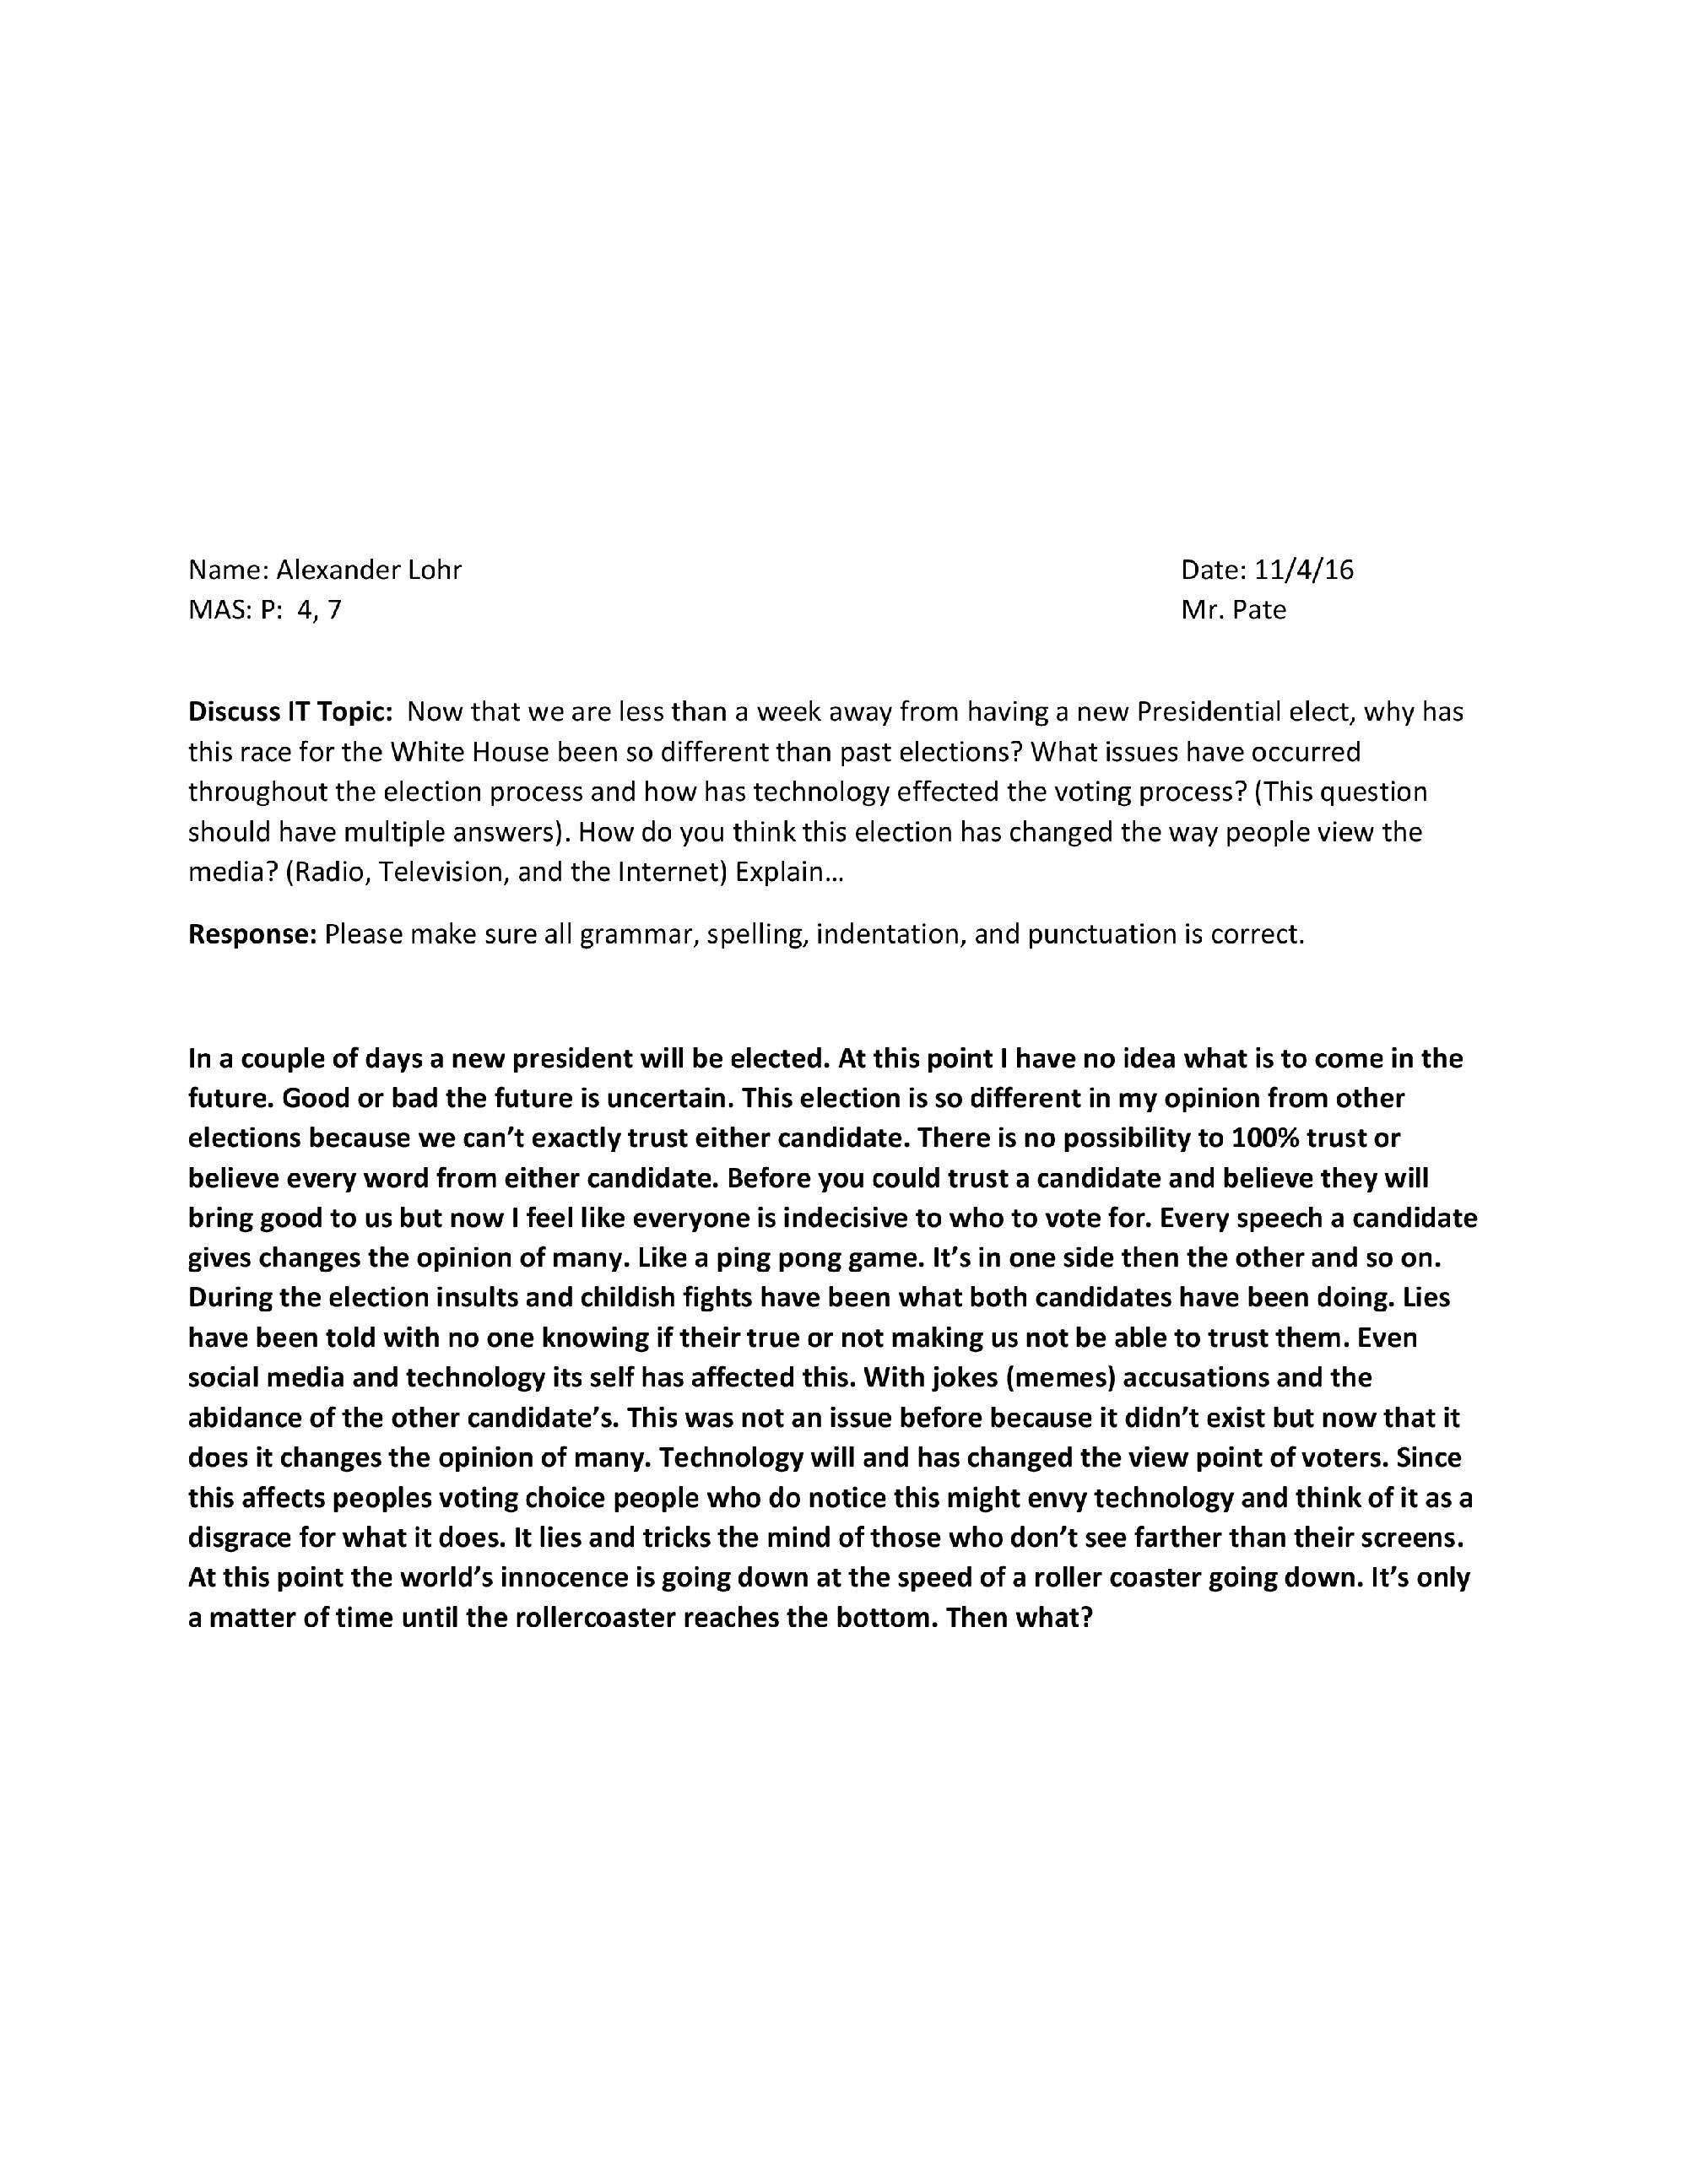 Name: Alexander Lohr Date: 11/4/16
MAS: P:  4, 7 Mr. Pate
Discuss IT Topic:  Now that we are less than a week away from having a new Presidential elect, why has
this race for the White House been so different than past elections? What issues have occurred
throughout the election process and how has technology effected the voting process? (This question
should have multiple answers). How do you think this election has changed the way people view the
media? (Radio, Television, and the Internet) Explain…
Response: Please make sure all grammar, spelling, indentation, and punctuation is correct.
In a couple of days a new president will be elected. At this point I have no idea what is to come in the
future. Good or bad the future is uncertain. This election is so different in my opinion from other
elections because we can’t exactly trust either candidate. There is no possibility to 100% trust or
believe every word from either candidate. Before you could trust a candidate and believe they will
bring good to us but now I feel like everyone is indecisive to who to vote for. Every speech a candidate
gives changes the opinion of many. Like a ping pong game. It’s in one side then the other and so on.
During the election insults and childish fights have been what both candidates have been doing. Lies
have been told with no one knowing if their true or not making us not be able to trust them. Even
social media and technology its self has affected this. With jokes (memes) accusations and the
abidance of the other candidate’s. This was not an issue before because it didn’t exist but now that it
does it changes the opinion of many. Technology will and has changed the view point of voters. Since
this affects peoples voting choice people who do notice this might envy technology and think of it as a
disgrace for what it does. It lies and tricks the mind of those who don’t see farther than their screens.
At this point the world’s innocence is going down at the speed of a roller coaster going down. It’s only
a matter of time until the rollercoaster reaches the bottom. Then what?